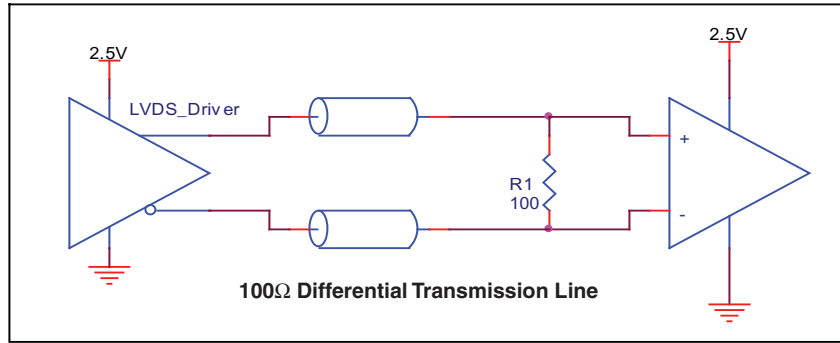 2.5V
2.5V
LVDS_Driver
+
R1
100
-
100Ω Differential Transmission Line